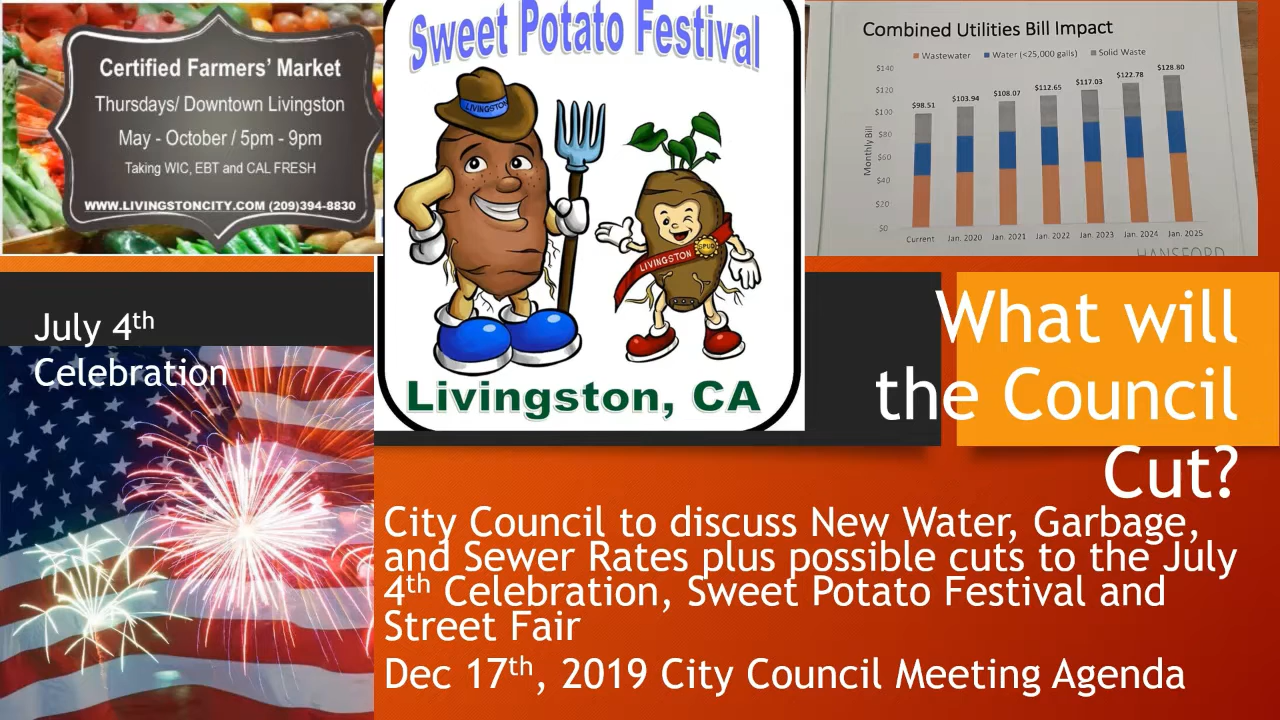 Certified Farmers' Market
Thursdays/ Downtown Livingston
May - October / 5pm - 9pm
Taking WIC, EBT and CAL FRESH
WWW.LIVINGSTONCITY.COM (209)394-8830
Sweet Potato Festival
LIVINGSTON
SPUD
LIVINGSTON
Livingston, CA
Combined Utilities Bill Impact
Wastewater Water (<25,000 galls) Solid Waste
$140
$120
$100
$80
$60
$40
$20
$0
Monthly Bill
$98.51 $103.94 $108.07 $112.65 $117.03 $122.78 $128.80
Current Jan. 2020 Jan. 2021 Jan. 2022 Jan. 2023 Jan. 2024 Jan. 2025
HANSFORD
July 4th
Celebration
What will
the Council
Cut?
City Council to discuss New Water, Garbage,
and Sewer Rates plus possible cuts to the July
4th Celebration, Sweet Potato Festival and
Street Fair
Dec 17th, 2019 City Council Meeting Agenda